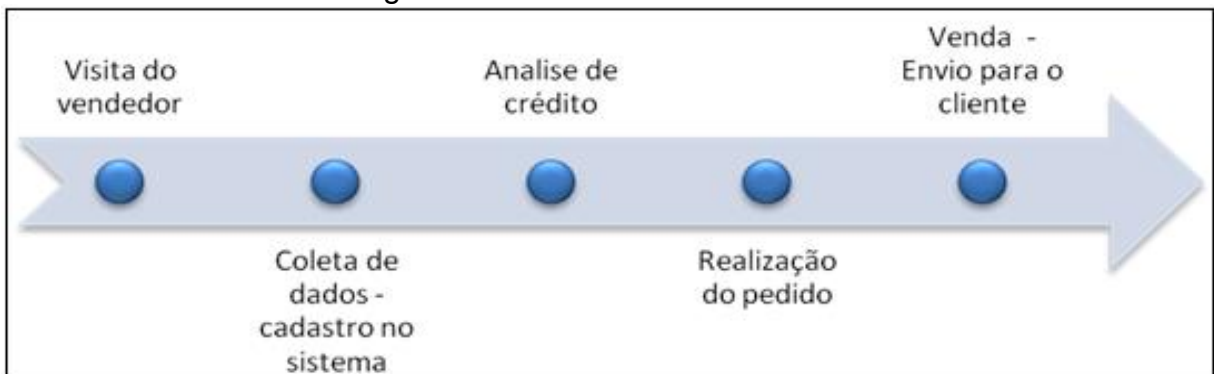 Visita do
vendedor
Coleta de
dados -
cadastro no
sistema
Analise de
crédito
Realização
do pedido
Venda -
Envio para o
cliente